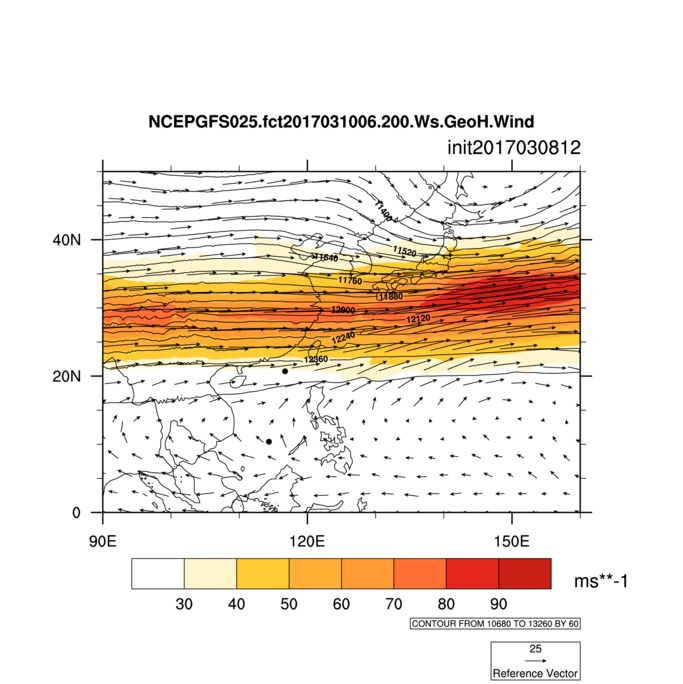 NCEPGFS025.fct2017031006.200.Ws.GeoH.Wind
init2017030812
11400
40N
11520
11640
11760
11880
12000
12120
12240
12360
20N
0
90E 120E 150E
ms**-1
30 40 50 60 70 80 90
CONTOUR FROM 10680 TO 13260 BY 60
25
Reference Vector